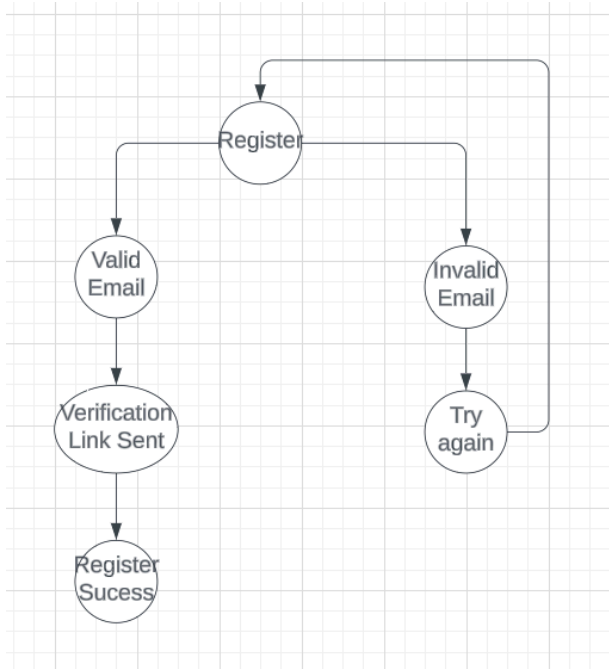 Register
Valid
Email
Invalid
Email
Verification
Link Sent
Try
again
Register
Sucess